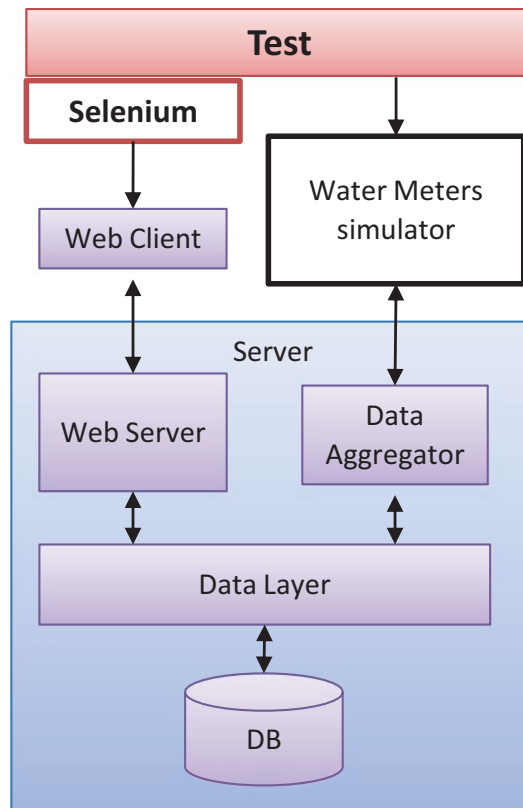 Test
Selenium
Water Meters
simulator
Web Client
Server
Web Server
Data
Aggregator
Data Layer
DB